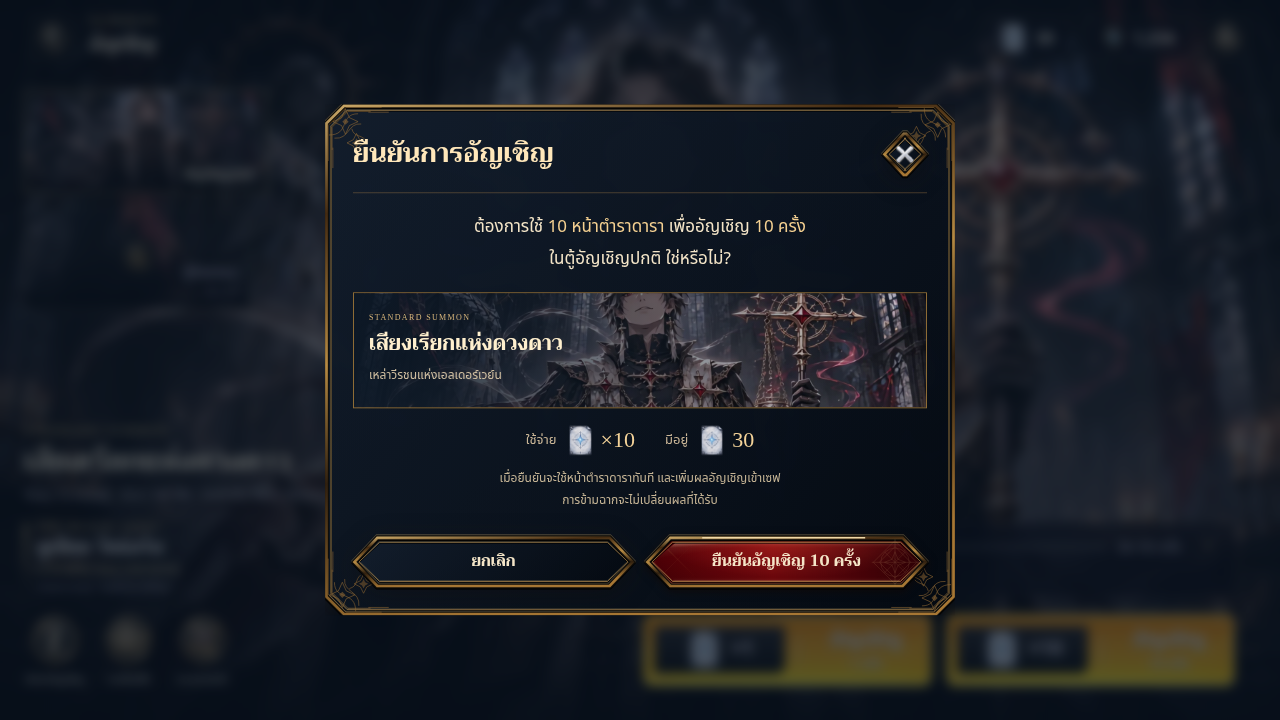 ยืนยันการอัญเชิญ
ต้องการใช้ 10 หน้าตำราดารา เพื่ออัญเชิญ 10 ครั้ง
ในตู้อัญเชิญปกติ ใช่หรือไม่?
STANDARD SUMMON
เสียงเรียกแห่งดวงดาว
เหล่าวีรชนแห่งเอลเดอร์เวย์น
ใช้จ่าย ×10 มีอยู่ 30
เมื่อยืนยันจะใช้หน้าตำราดาราทันที และเพิ่มผลอัญเชิญเข้าเซฟ
การข้ามฉากจะไม่เปลี่ยนผลที่ได้รับ
ยกเลิก ยืนยันอัญเชิญ 10 ครั้ง